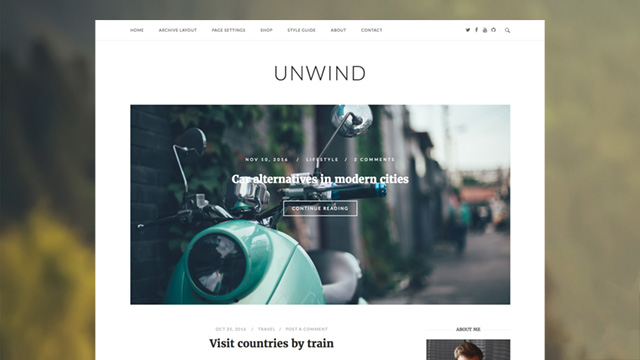 HOME ARCHIVE LAYOUT PAGE SETTINGS SHOP STYLE GUIDE ABOUT CONTACT
UNWIND
NOV 10, 2016 / LIFESTYLE / 2 COMMENTS
Car alternatives in modern cities
CONTINUE READING
OCT 25, 2016 / TRAVEL / POST A COMMENT
Visit countries by train
ABOUT ME